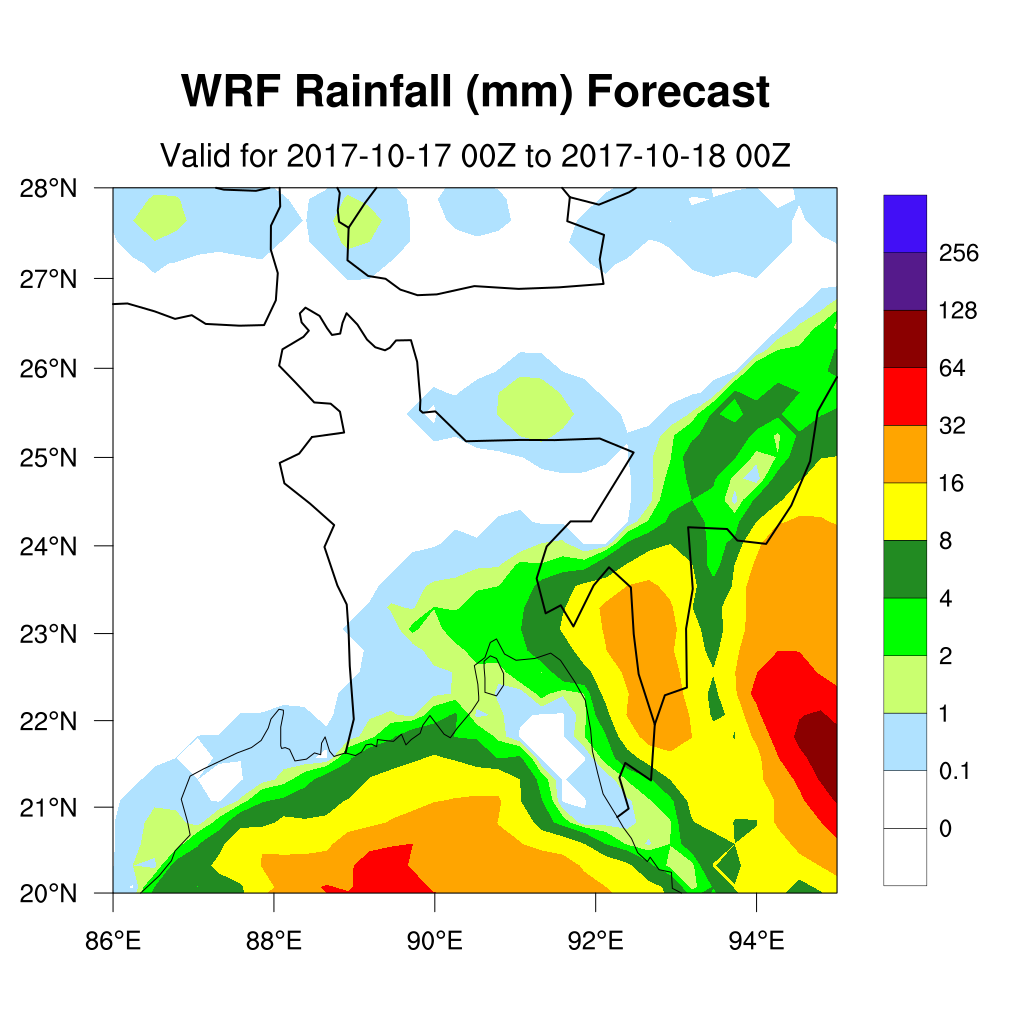 WRF Rainfall (mm) Forecast
Valid for 2017-10-17 00Z to 2017-10-18 00Z
28°N
27°N
26°N
25°N
24°N
23°N
22°N
21°N
20°N
86°E 88°E 90°E 92°E 94°E
256
128
64
32
16
8
4
2
1
0.1
0